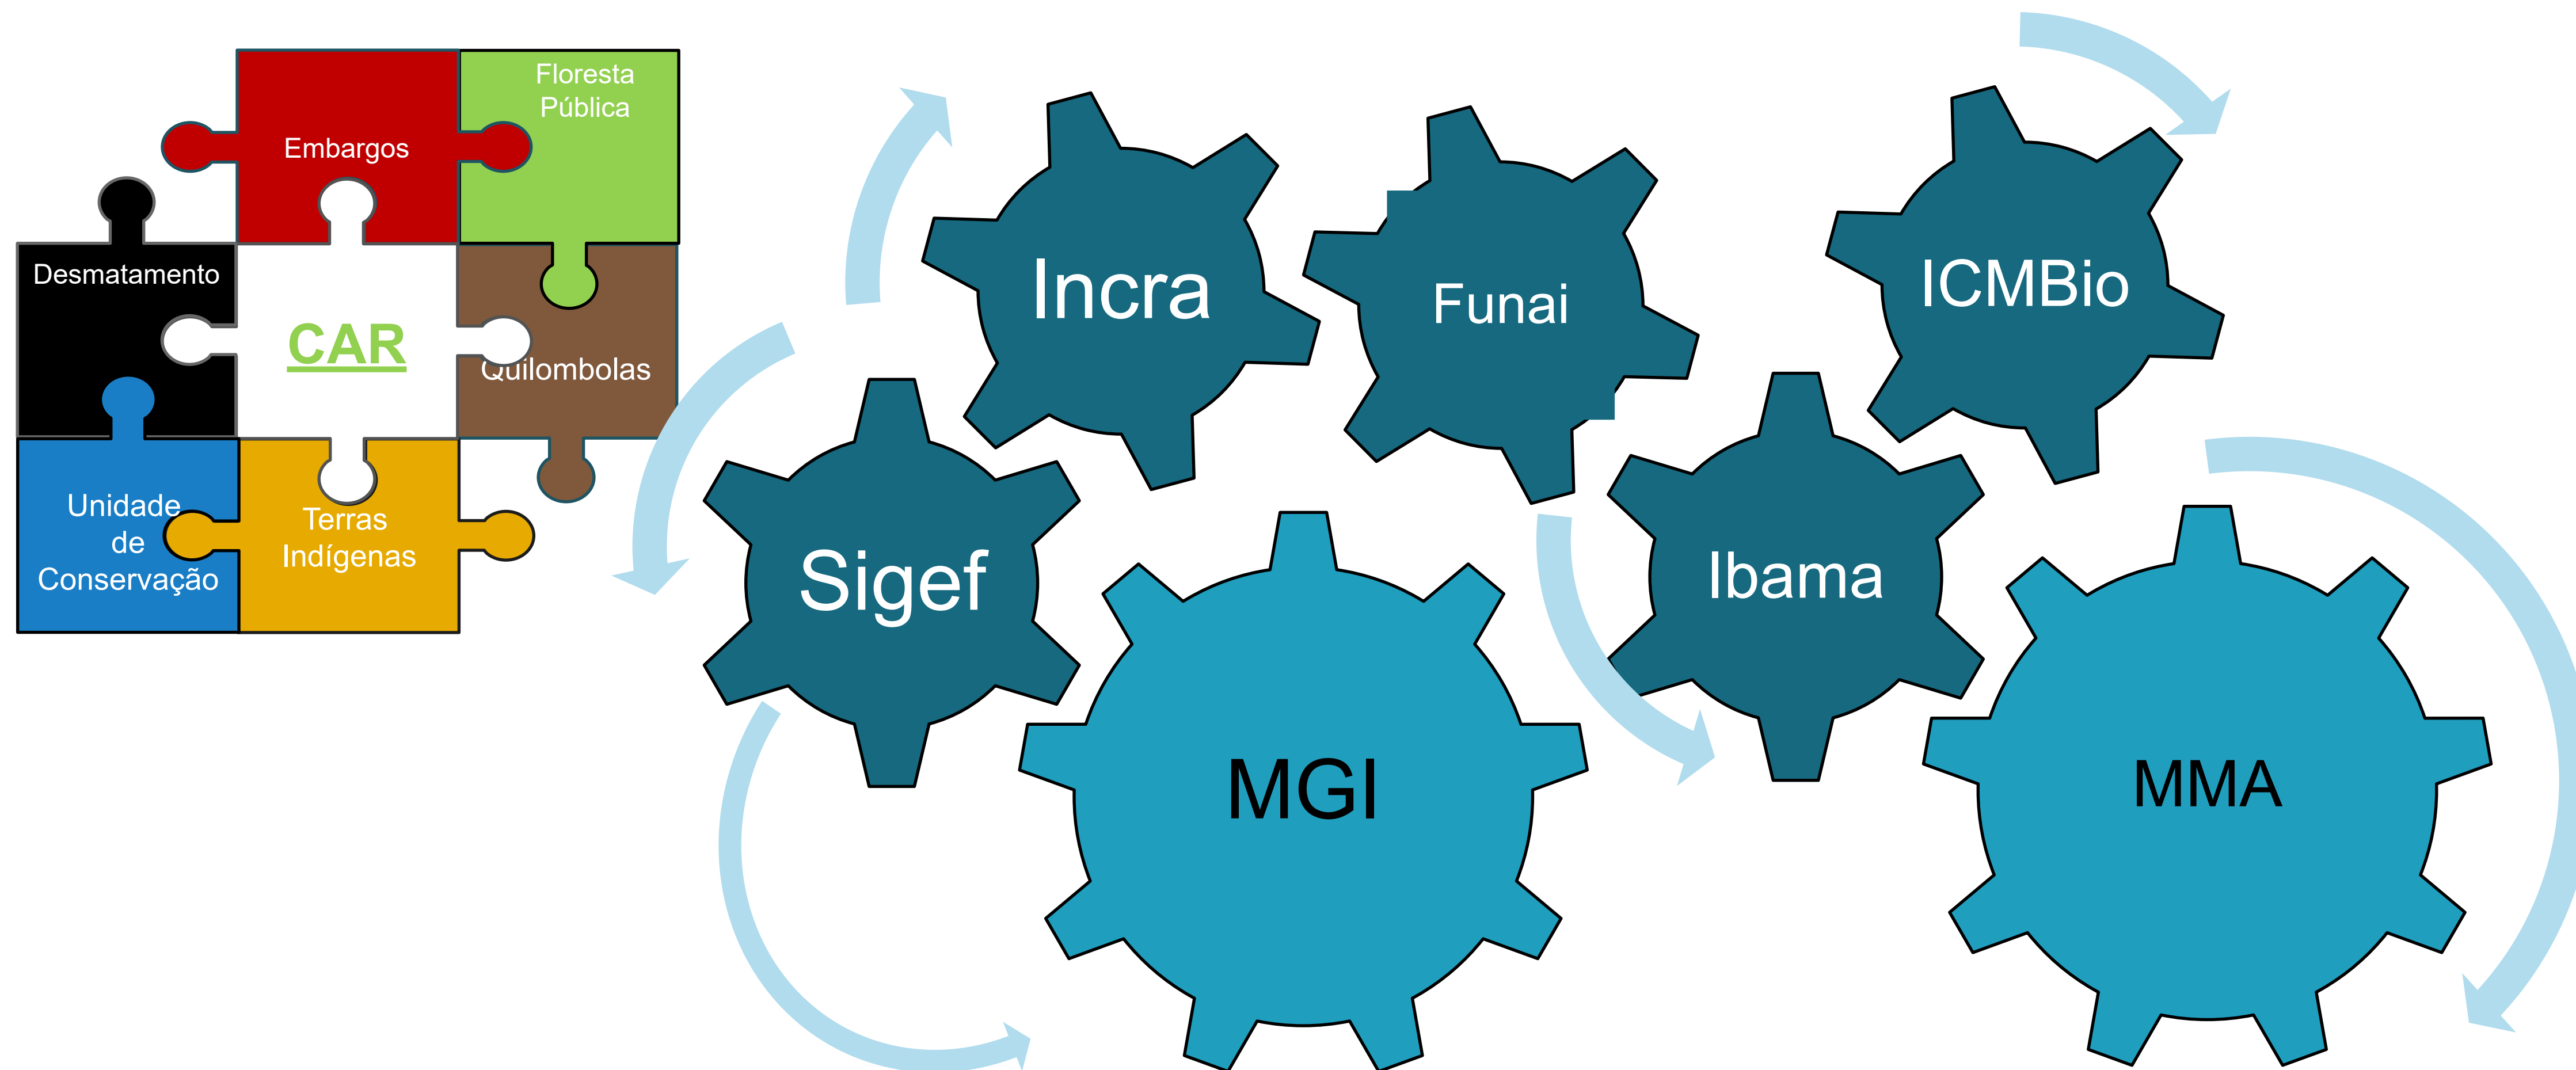 Floresta
Pública
Embargos
Desmatamento
CAR
Quilombolas
Unidade
de
Conservação
Terras
Indígenas
Incra
Funai
ICMBio
Sigef
Ibama
MGI
MMA